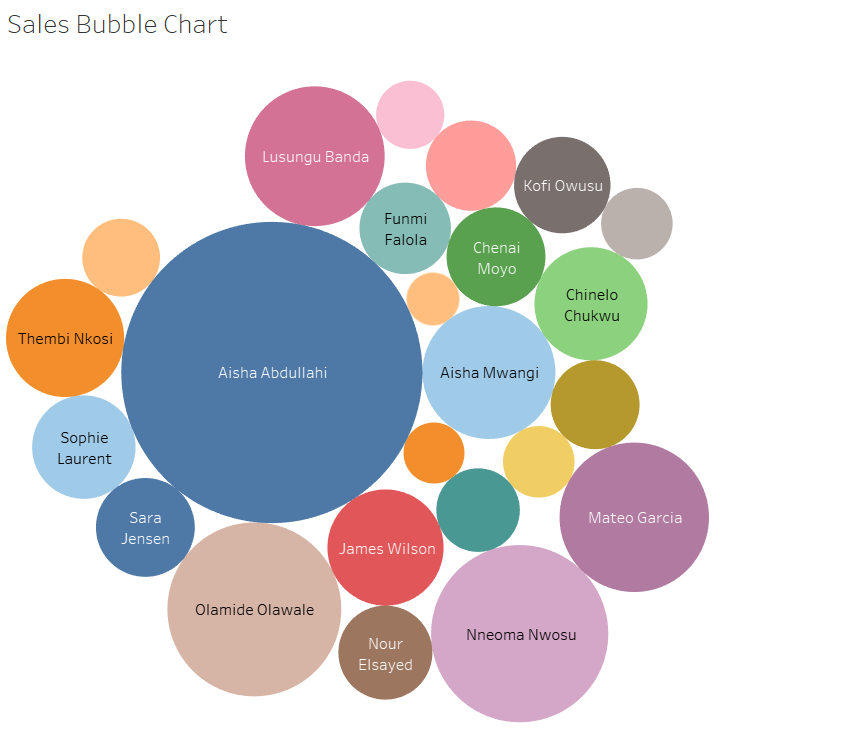 Sales Bubble Chart
Lusungu Banda
Kofi Owusu
Funmi
Falola
Chenai
Moyo
Chinelo
Chukwu
Thembi Nkosi
Aisha Abdullahi
Aisha Mwangi
Sophie
Laurent
Sara
Jensen
Mateo Garcia
James Wilson
Olamide Olawale
Nneoma Nwosu
Nour
Elsayed